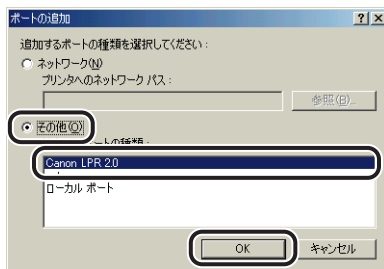 ポートの追加
追加するポートの種類を選択してください:
ネットワーク(N)
プリンタへのネットワーク パス:
参照(B)...
その他(O)
ートの種類:
Canon LPR 2.0
ローカル ポート
OK
キャンセル